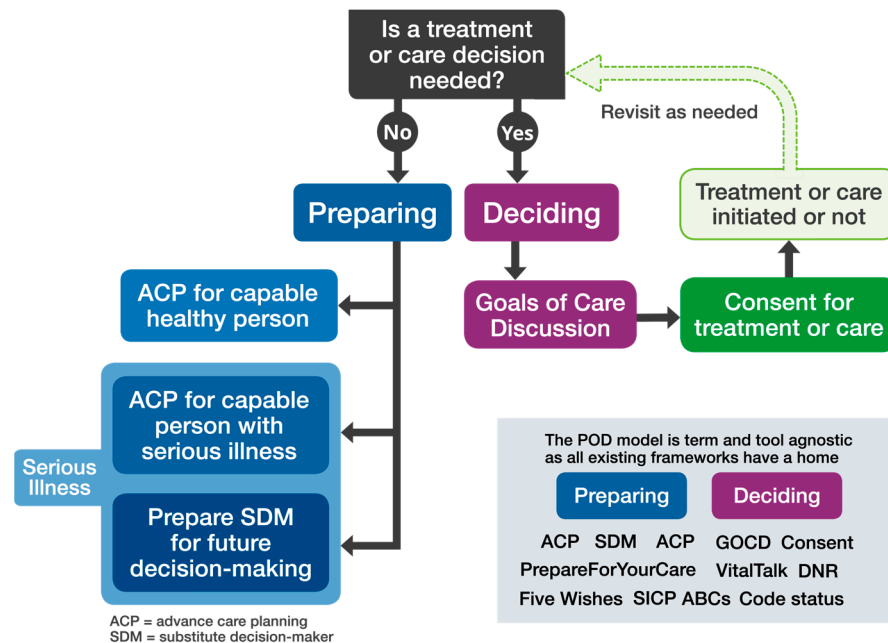 Is a treatment
or care decision
needed?
Revisit as needed
No
Yes
Preparing
Deciding
Treatment or care
initiated or not
ACP for capable
healthy person
Goals of Care
Discussion
Consent for
treatment or care
ACP for capable
person with
serious illness
Serious
Illness
Prepare SDM
for future
decision-making
ACP = advance care planning
SDM = substitute decision-maker
The POD model is term and tool agnostic
as all existing frameworks have a home
Preparing
Deciding
ACP SDM ACP GOCD Consent
PrepareForYourCare VitalTalk DNR
Five Wishes SICP ABCs Code status